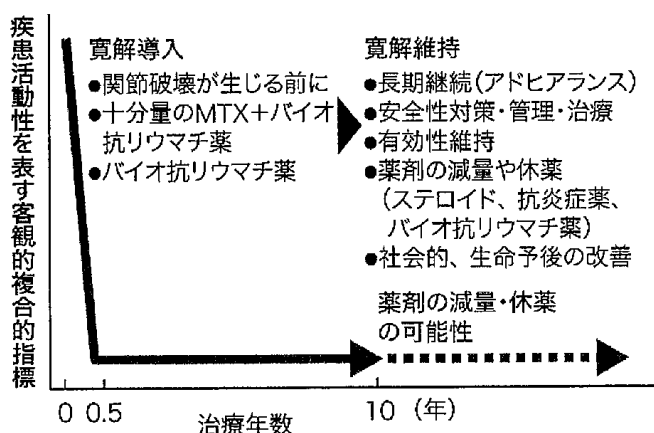 疾患活動性を表す客観的複合的指標
寛解導入
●関節破壊が生じる前に
●十分量のMTX+バイオ
抗リウマチ薬
●バイオ抗リウマチ薬
寛解維持
●長期継続(アドヒアランス)
●安全性対策・管理・治療
●有効性維持
●薬剤の減量や休薬
(ステロイド、抗炎症薬、
バイオ抗リウマチ薬)
●社会的、生命予後の改善
薬剤の減量・休薬
の可能性
0 0.5 10 (年)
治療年数